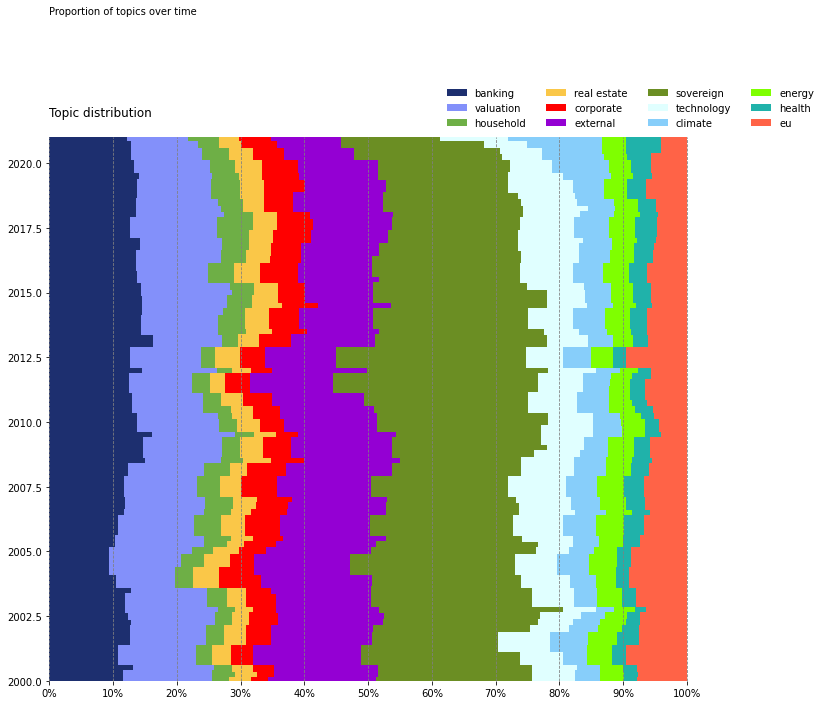 Proportion of topics over time
Topic distribution
banking real estate sovereign energy
valuation corporate technology health
household external climate eu
2020.0
2017.5
2015.0
2012.5
2010.0
2007.5
2005.0
2002.5
2000.0
0% 10% 20% 30% 40% 50% 60% 70% 80% 90% 100%